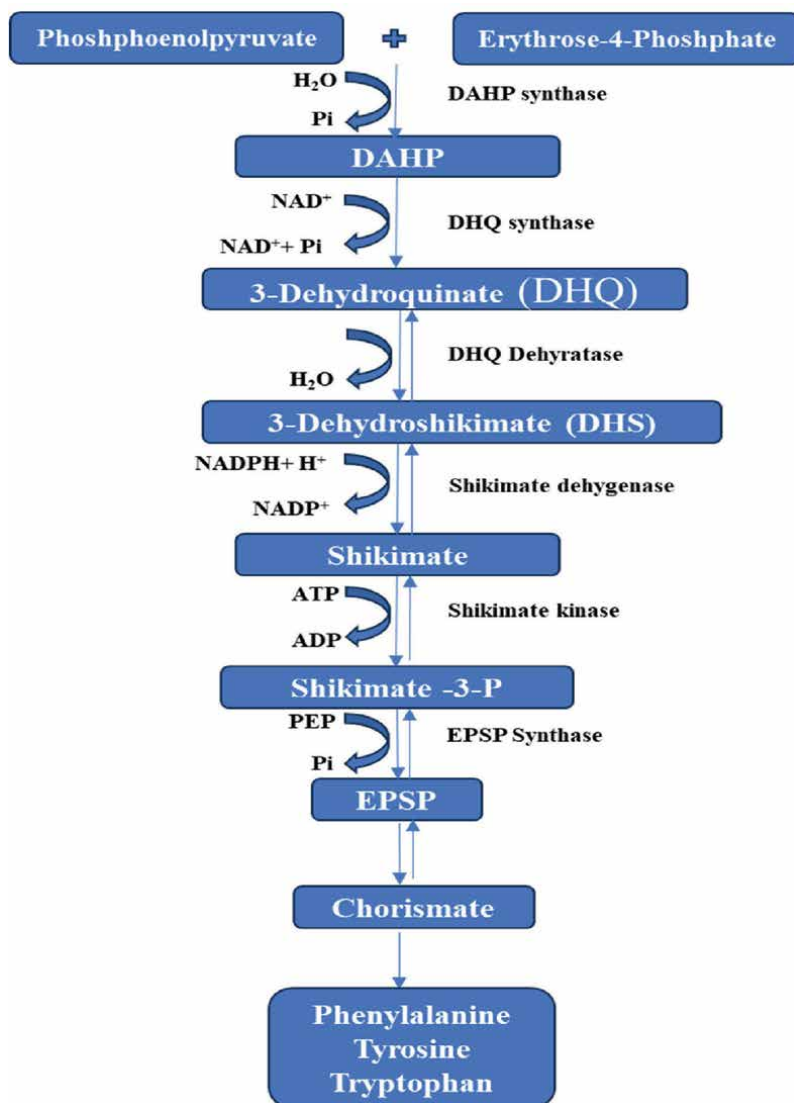 Phoshphoenolpyruvate + Erythrose-4-Phoshphate
H₂O
DAHP synthase
Pi
DAHP
NAD⁺
DHQ synthase
NAD⁺+ Pi
3-Dehydroquinate (DHQ)
DHQ Dehyratase
H₂O
3-Dehydroshikimate (DHS)
NADPH+ H⁺
Shikimate dehygenase
NADP⁺
Shikimate
ATP
Shikimate kinase
ADP
Shikimate -3-P
PEP
EPSP Synthase
Pi
EPSP
Chorismate
Phenylalanine
Tyrosine
Tryptophan